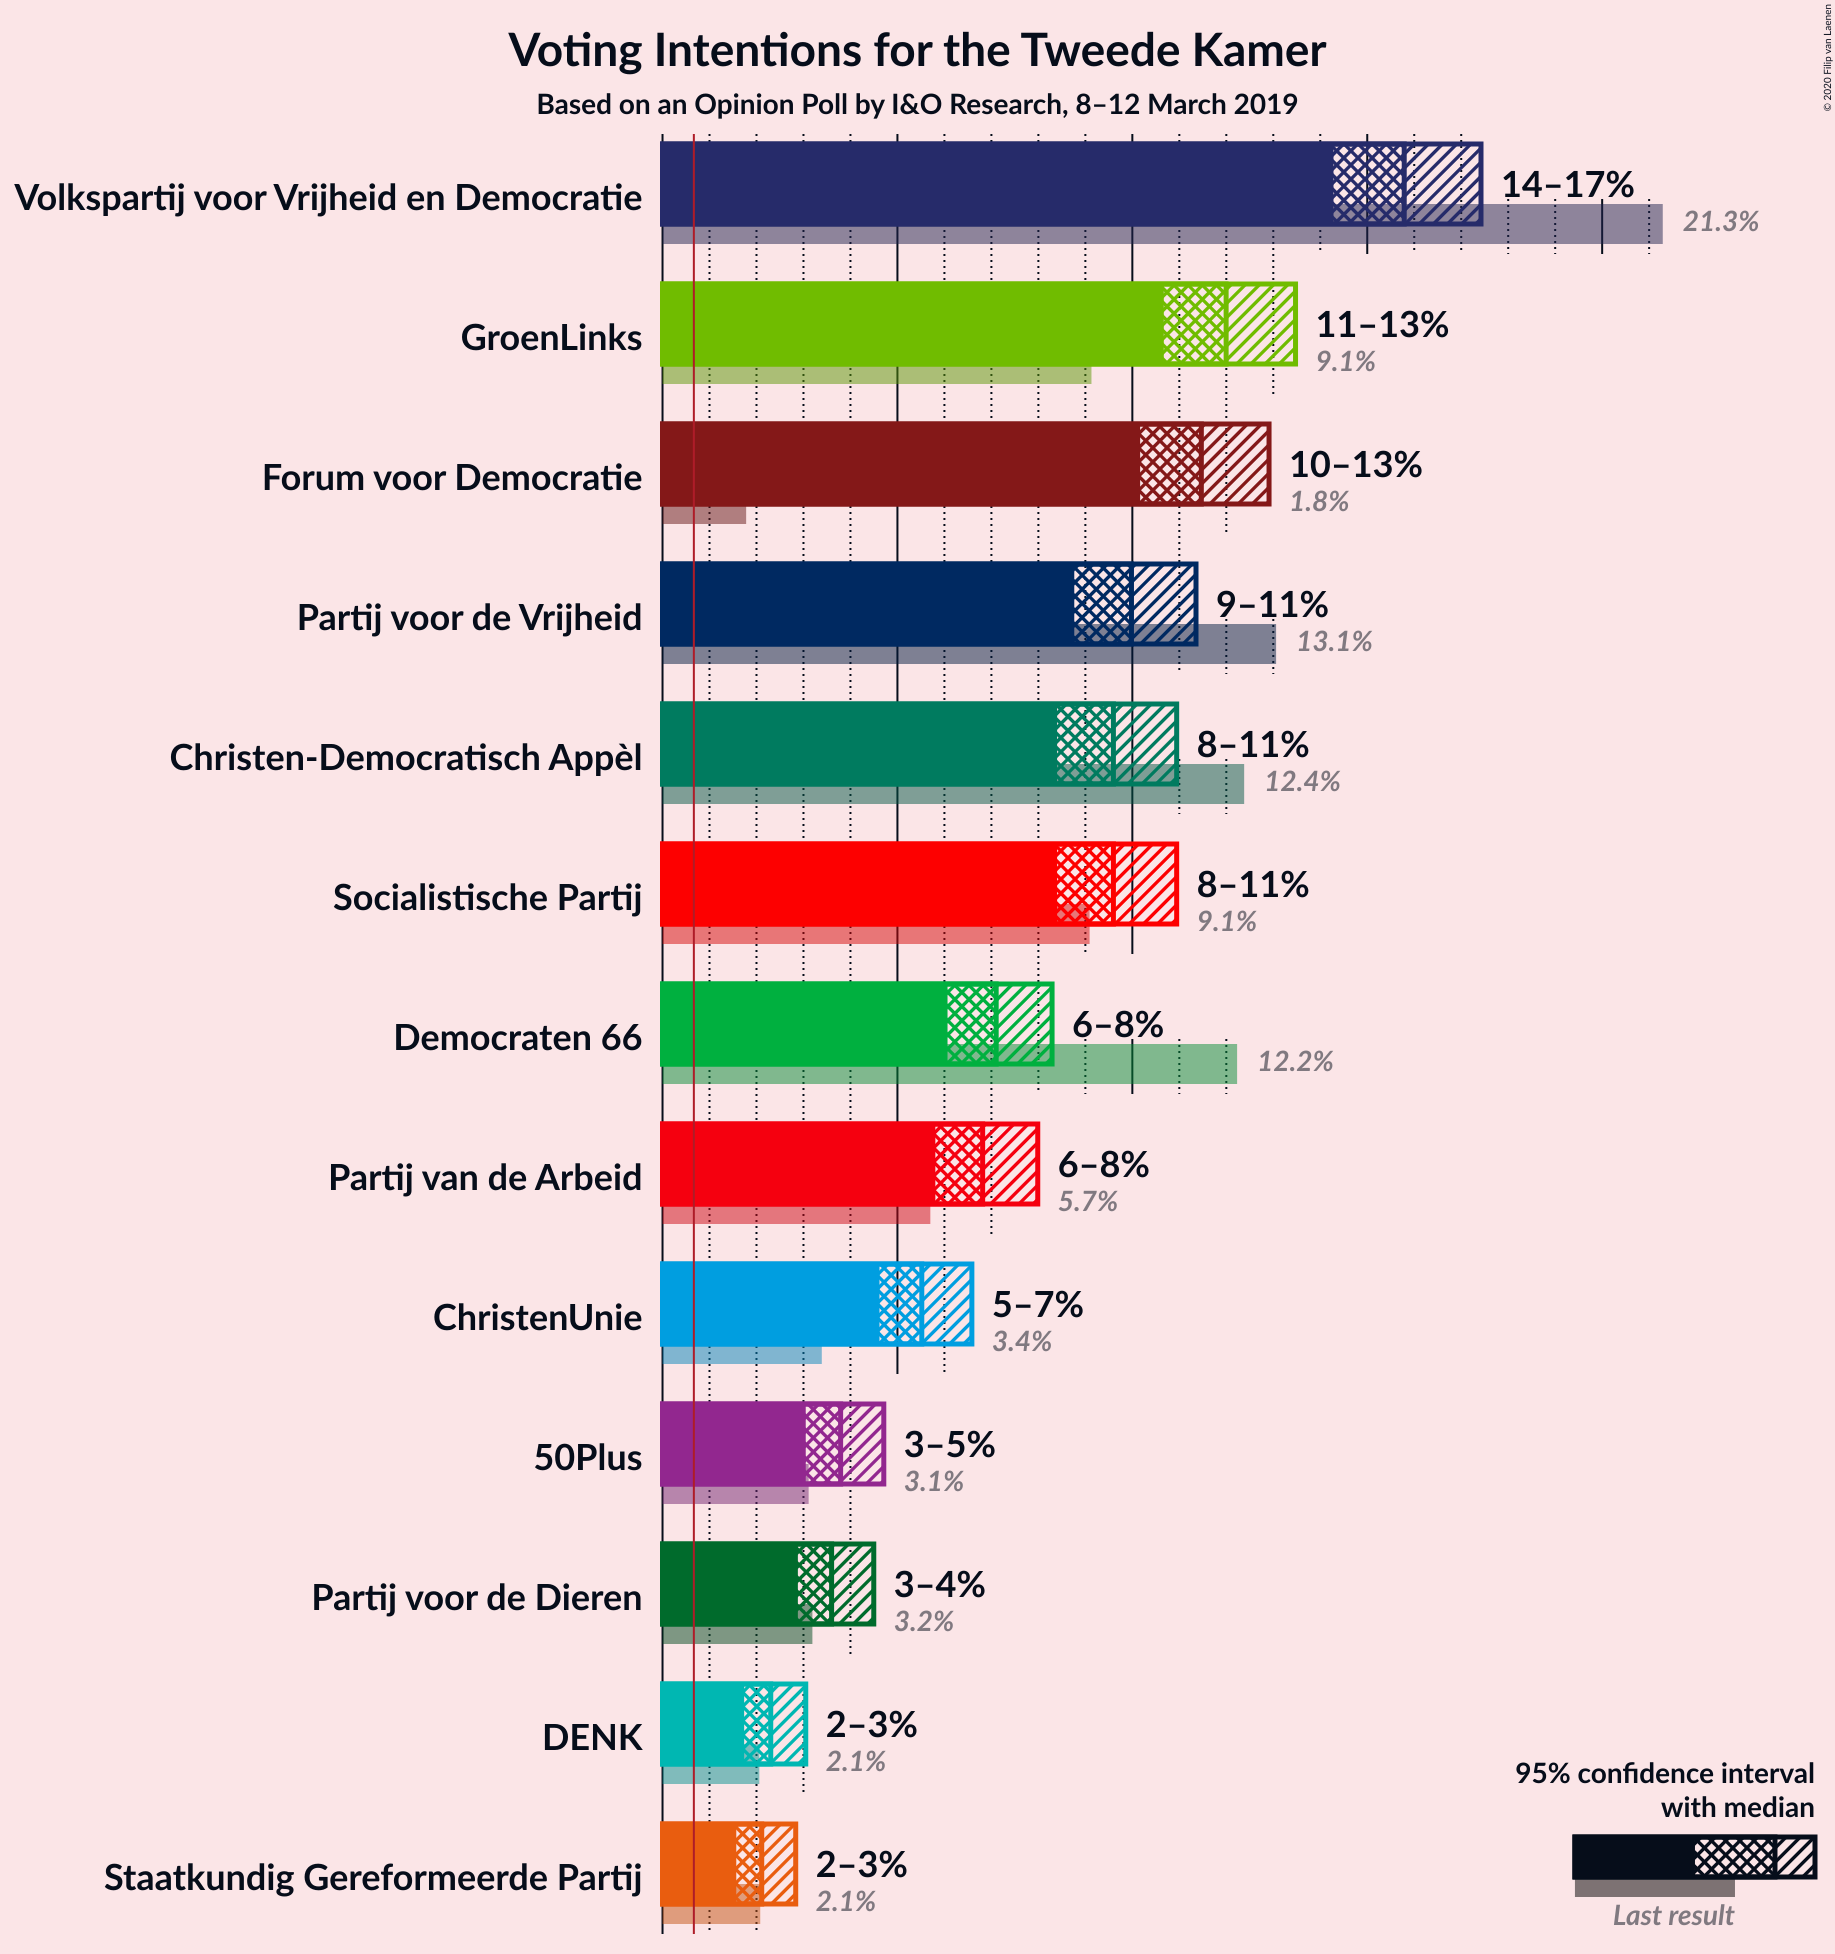 Voting Intentions for the Tweede Kamer
Based on an Opinion Poll by I&O Research, 8–12 March 2019
© 2020 Filip van Laenen
Volkspartij voor Vrijheid en Democratie
14–17%
21.3%
GroenLinks
11–13%
9.1%
Forum voor Democratie
10–13%
1.8%
Partij voor de Vrijheid
9–11%
13.1%
Christen-Democratisch Appèl
8–11%
12.4%
Socialistische Partij
8–11%
9.1%
Democraten 66
6–8%
12.2%
Partij van de Arbeid
6–8%
5.7%
ChristenUnie
5–7%
3.4%
50Plus
3–5%
3.1%
Partij voor de Dieren
3–4%
3.2%
DENK
2–3%
2.1%
Staatkundig Gereformeerde Partij
2–3%
2.1%
95% confidence interval
with median
Last result